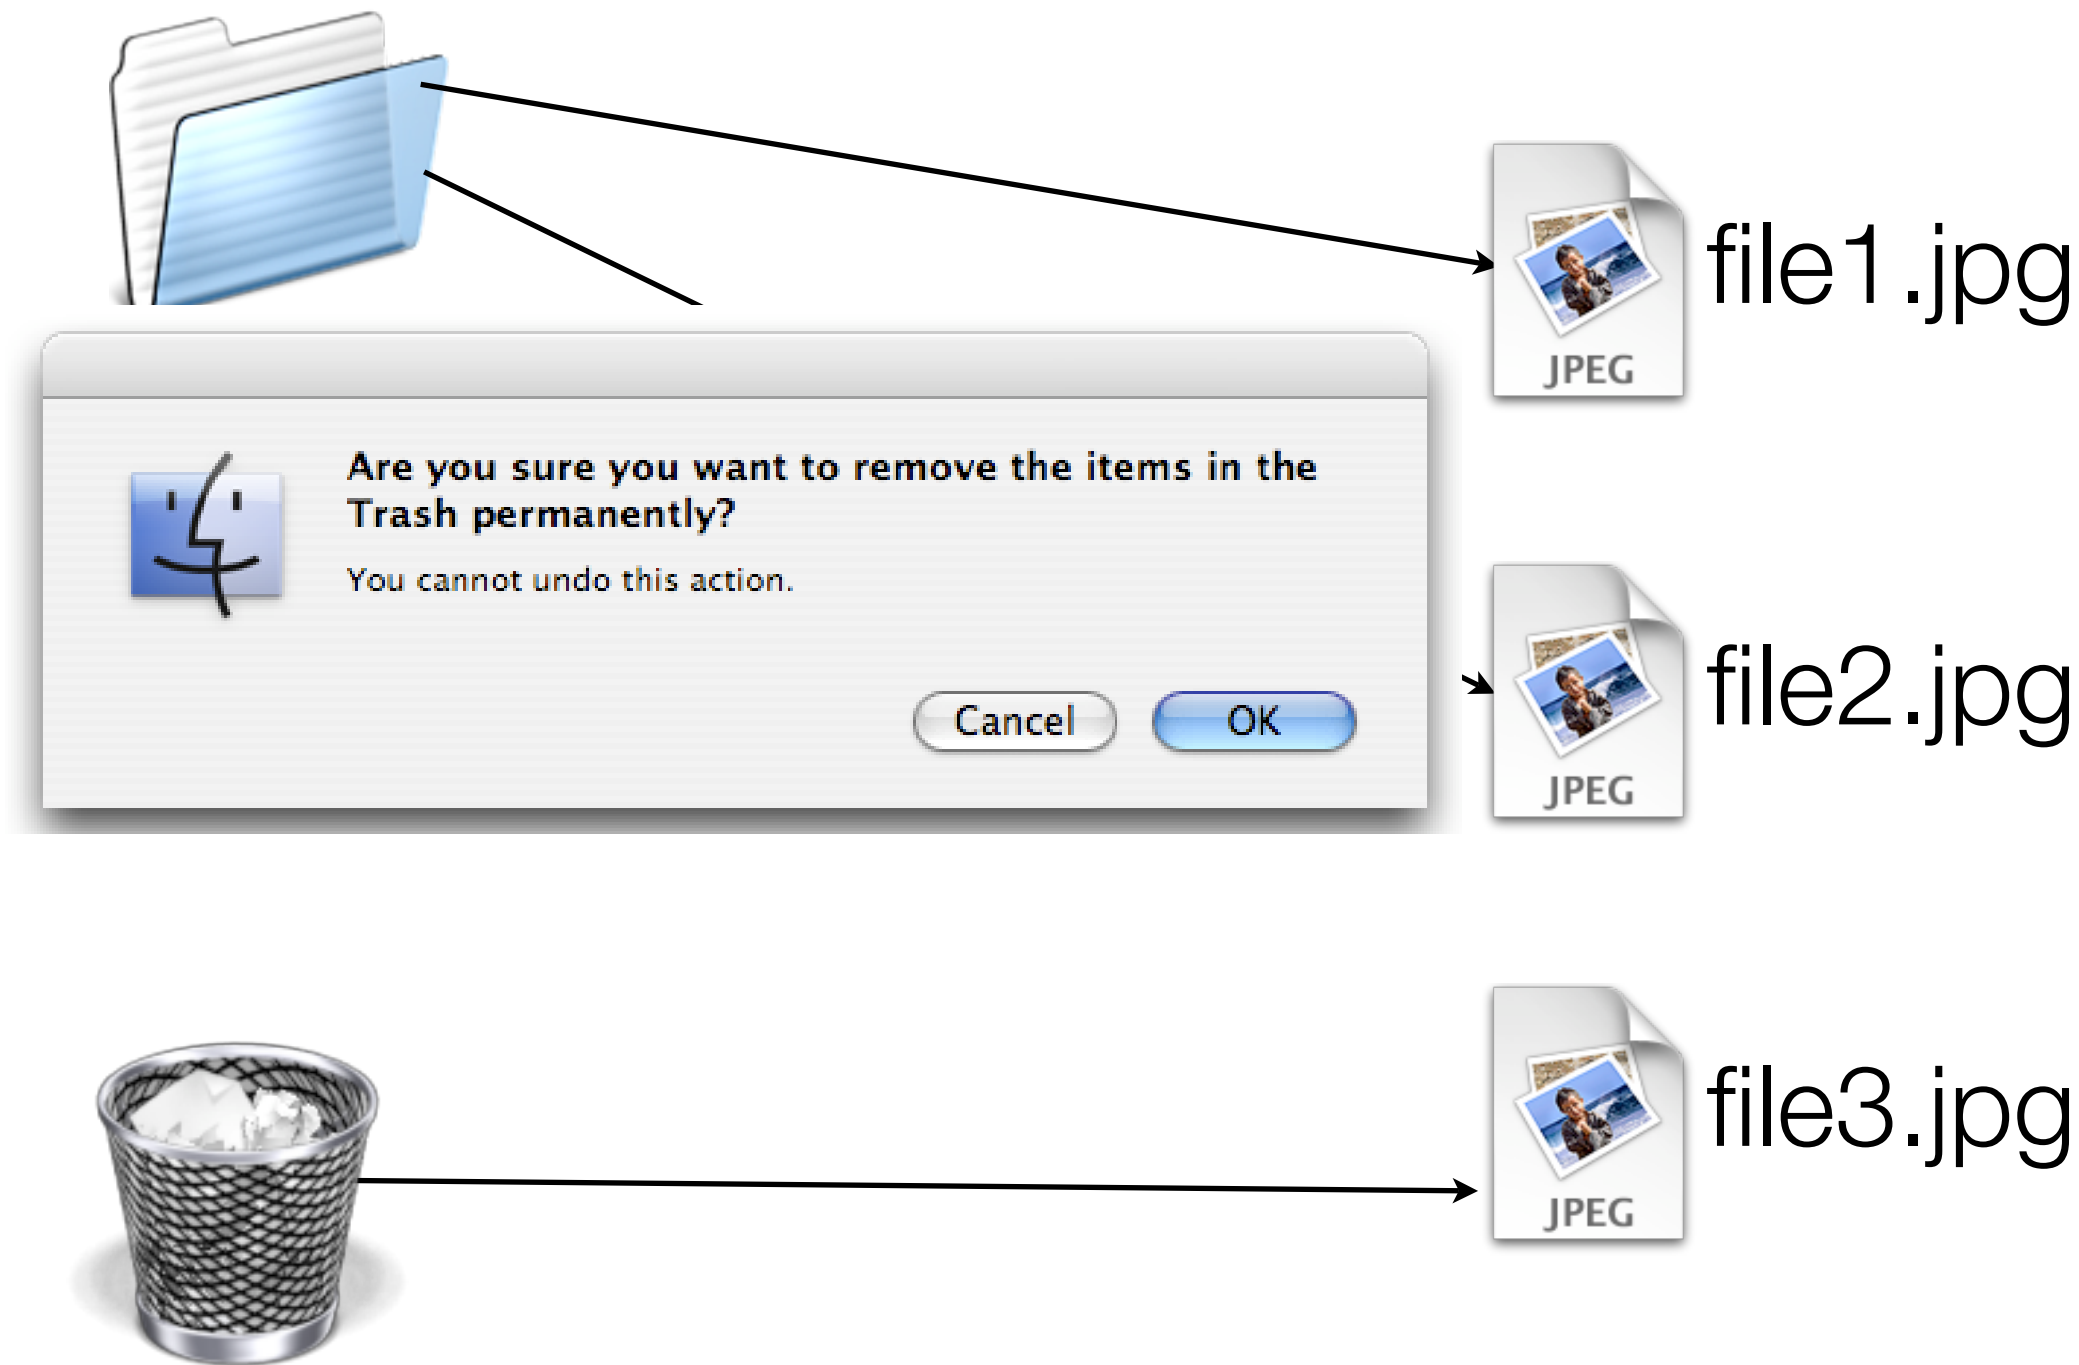 file1.jpg
JPEG
Are you sure you want to remove the items in the
Trash permanently?
You cannot undo this action.
Cancel OK
file2.jpg
JPEG
file3.jpg
JPEG